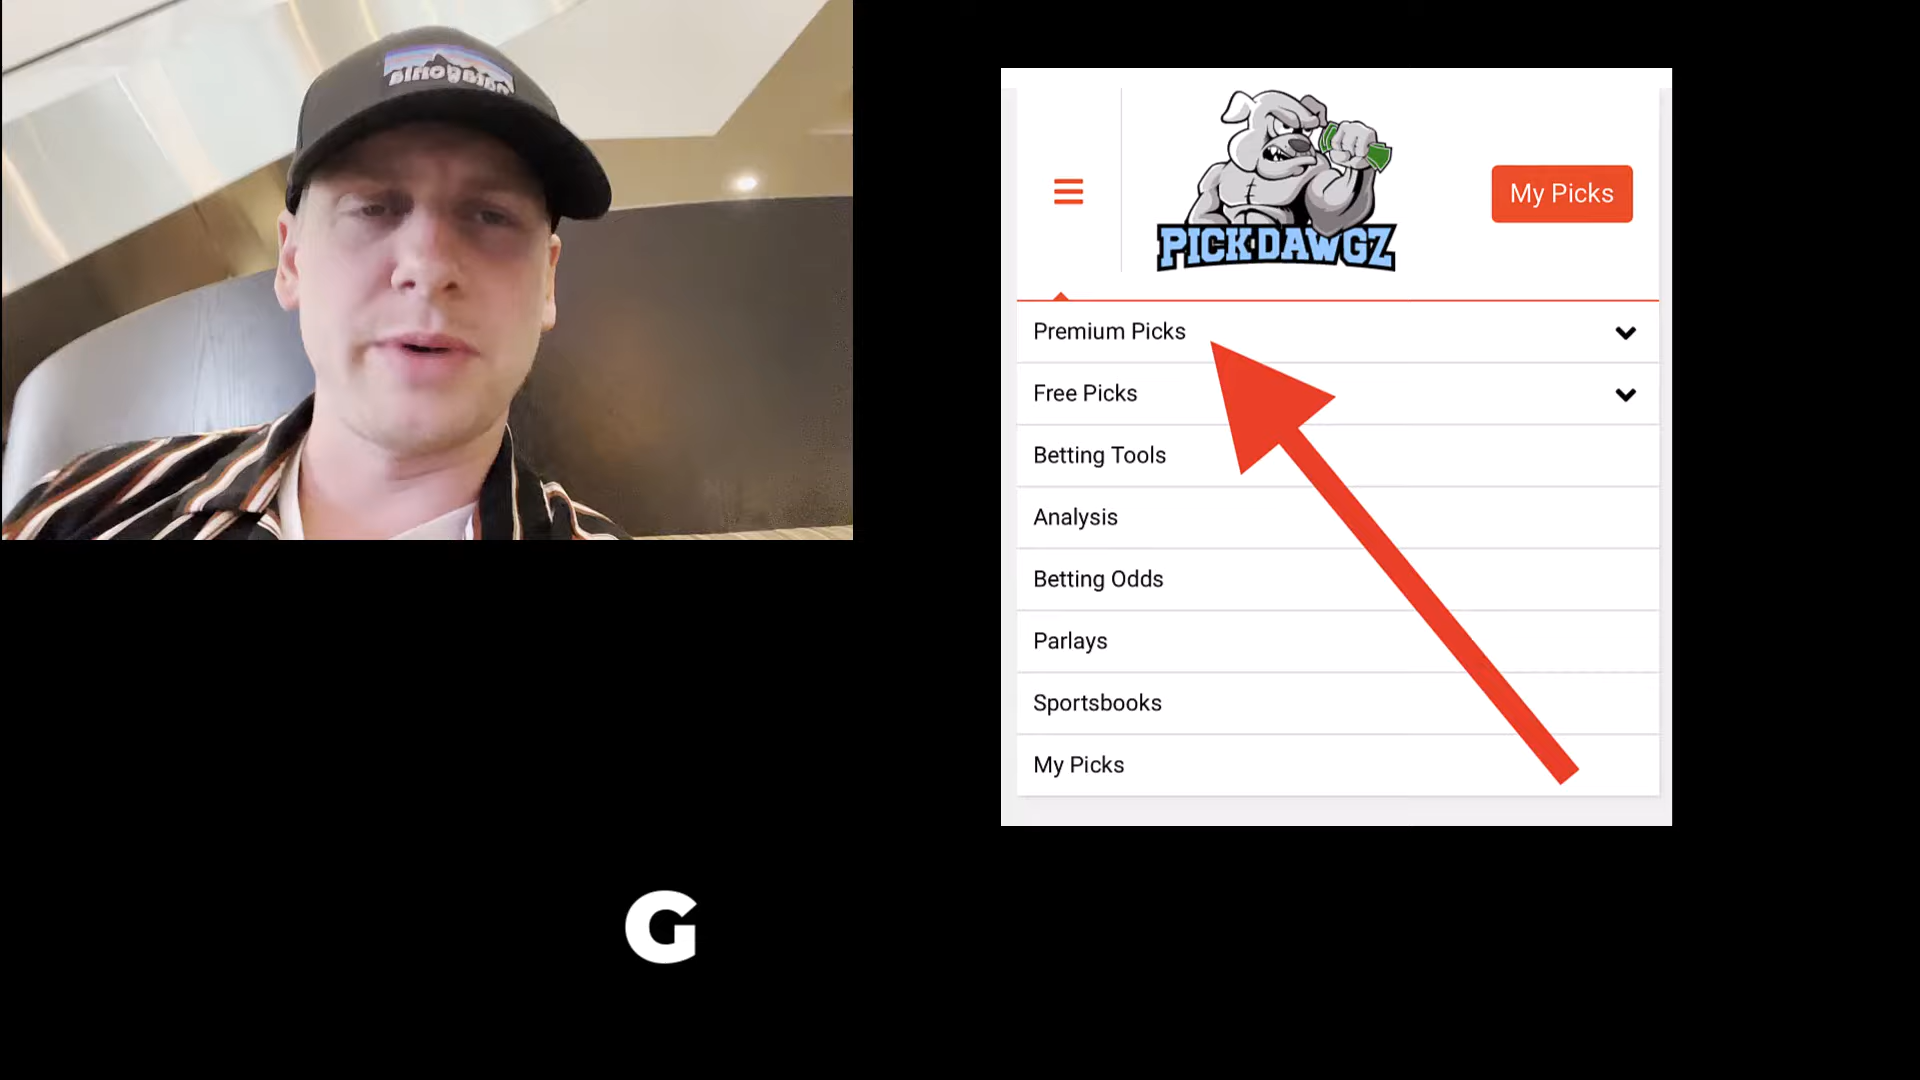 My Picks
PICKDAWGZ
Premium Picks
Free Picks
Betting Tools
Analysis
Betting Odds
Parlays
Sportsbooks
My Picks
G